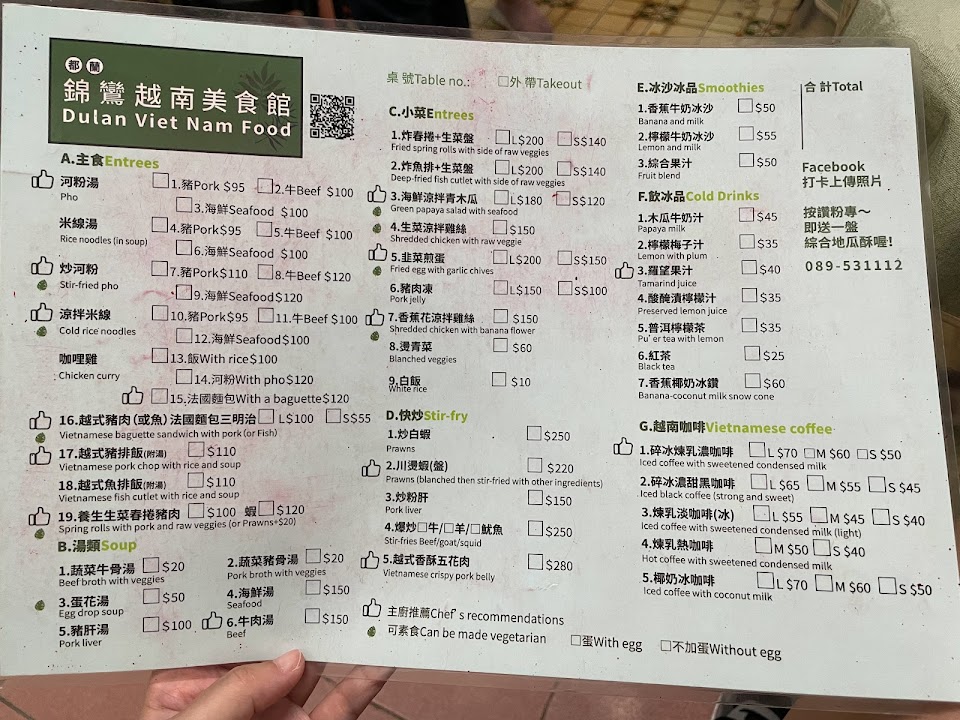 都蘭
錦鸞越南美食館
Dulan Viet Nam Food
A.主食Entrees
河粉湯 1.豬Pork $95 2.牛Beef $100
Pho
3.海鮮Seafood $100
米線湯 4.豬Pork$95 5.牛Beef $100
Rice noodles (in soup)
6.海鮮Seafood $100
炒河粉 7.豬Pork$110 8.牛Beef $120
Stir-fried pho
9.海鮮Seafood$120
涼拌米線 10.豬Pork$95 11.牛Beef $100
Cold rice noodles
12.海鮮Seafood$100
咖哩雞 13.飯With rice$100
Chicken curry
14.河粉With pho$120
15.法國麵包With a baguette$120
16.越式豬肉(或魚)法國麵包三明治 L$100 S$55
Vietnamese baguette sandwich with pork (or Fish)
17.越式豬排飯(附湯) $110
Vietnamese pork chop with rice and soup
18.越式魚排飯(附湯) $110
Vietnamese fish cutlet with rice and soup
19.養生生菜春捲豬肉 $100 蝦 $120
Spring rolls with pork and raw veggies (or Prawns+$20)
B.湯類Soup
1.蔬菜牛骨湯 $20
Beef broth with veggies
2.蔬菜豬骨湯 $20
Pork broth with veggies
3.蛋花湯 $50
Egg drop soup
4.海鮮湯 $150
Seafood
5.豬肝湯 $100
Pork liver
6.牛肉湯 $150
Beef
桌號Table no.: 外帶Takeout
C.小菜Entrees
1.炸春捲+生菜盤 L$200 S$140
Fried spring rolls with side of raw veggies
2.炸魚排+生菜盤 L$200 S$140
Deep-fried fish cutlet with side of raw veggies
3.海鮮涼拌青木瓜 L$180 S$120
Green papaya salad with seafood
4.生菜涼拌雞絲 $150
Shredded chicken with raw veggie
5.韭菜煎蛋 L$200 S$150
Fried egg with garlic chives
6.豬肉凍 L$150 S$100
Pork jelly
7.香蕉花涼拌雞絲 $150
Shredded chicken with banana flower
8.燙青菜 $60
Blanched veggies
9.白飯 $10
White rice
D.快炒Stir-fry
1.炒白蝦 $250
Prawns
2.川燙蝦(盤) $220
Prawns (blanched then stir-fried with other ingredients)
3.炒粉肝 $150
Pork liver
4.爆炒□牛/□羊/□魷魚 $250
Stir-fries Beef/goat/squid
5.越式香酥五花肉 $280
Vietnamese crispy pork belly
主廚推薦Chef's recommendations
可素食Can be made vegetarian □蛋With egg □不加蛋Without egg
E.冰沙冰品Smoothies
1.香蕉牛奶冰沙 $50
Banana and milk
2.檸檬牛奶冰沙 $55
Lemon and milk
3.綜合果汁 $50
Fruit blend
F.飲冰品Cold Drinks
1.木瓜牛奶汁 $45
Papaya milk
2.檸檬梅子汁 $35
Lemon with plum
3.羅望果汁 $40
Tamarind juice
4.酸醃漬檸檬汁 $35
Preserved lemon juice
5.普洱檸檬茶 $35
Pu' er tea with lemon
6.紅茶 $25
Black tea
7.香蕉椰奶冰鑽 $60
Banana-coconut milk snow cone
G.越南咖啡Vietnamese coffee
1.碎冰煉乳濃咖啡 L $70 M $60 S $50
Iced coffee with sweetened condensed milk
2.碎冰濃甜黑咖啡 L $65 M $55 S $45
Iced black coffee (strong and sweet)
3.煉乳淡咖啡(冰) L $55 M $45 S $40
Iced coffee with sweetened condensed milk (light)
4.煉乳熱咖啡 M $50 S $40
Hot coffee with sweetened condensed milk
5.椰奶冰咖啡 L $70 M $60 S $50
Iced coffee with coconut milk
合計Total
Facebook
打卡上傳照片
按讚粉專～
即送一盤
綜合地瓜酥喔!
089-531112